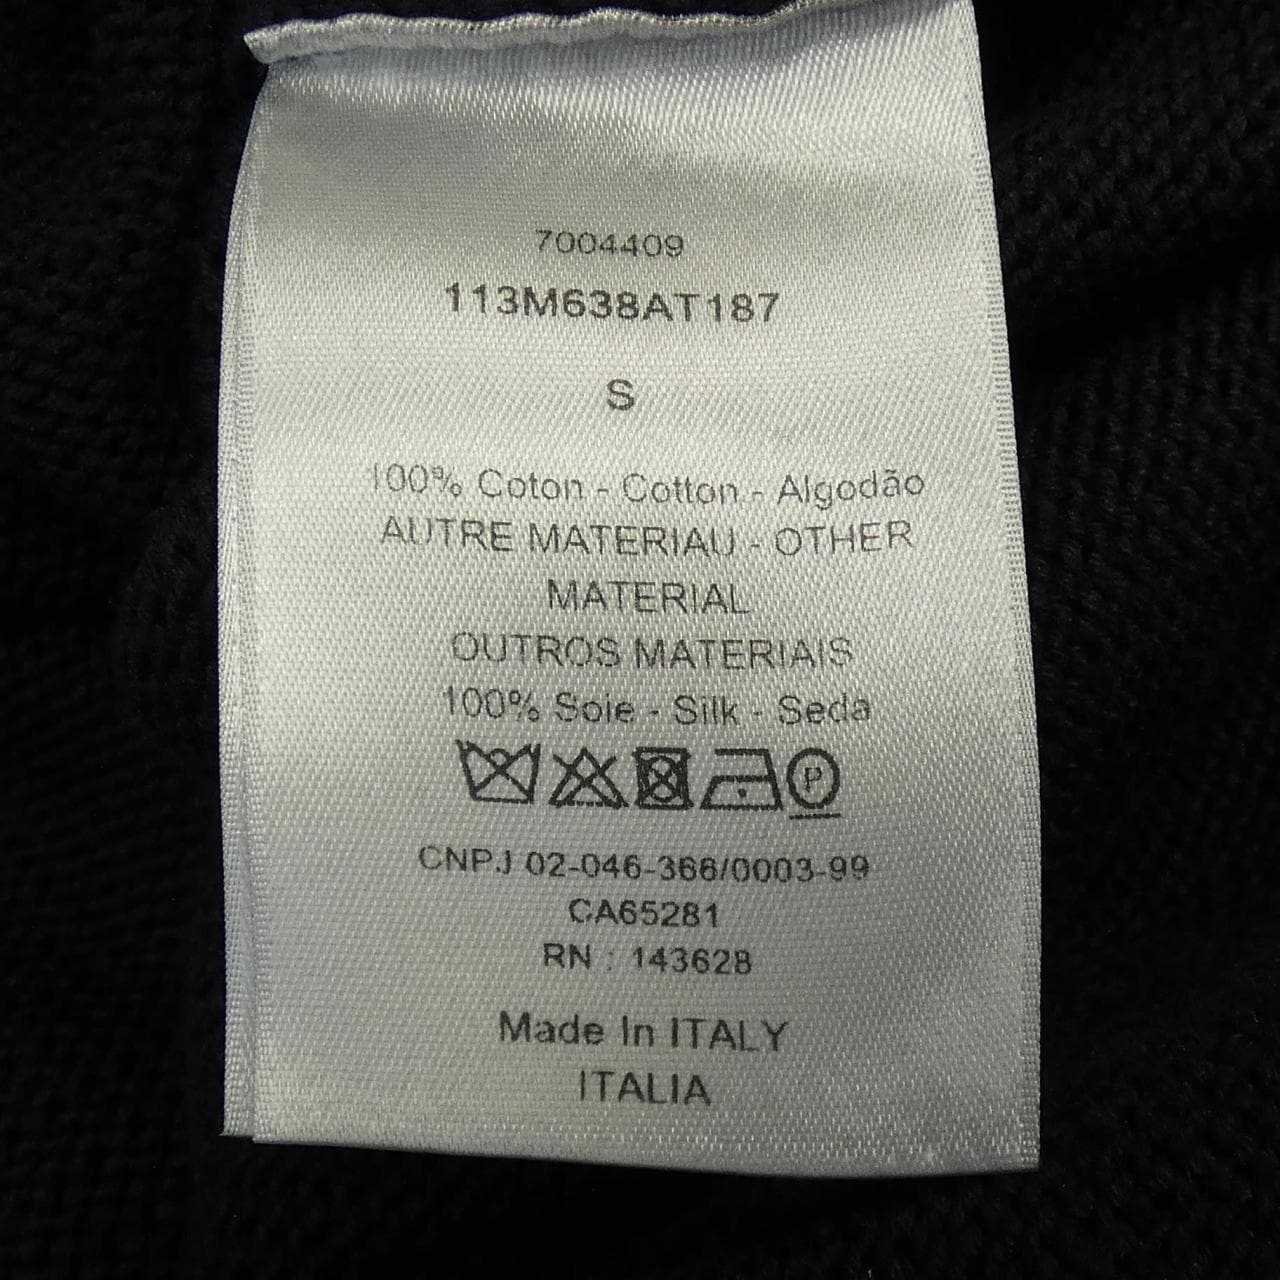 7004409
113M638AT187
S
100% Coton - Cotton - Algodão
AUTRE MATERIAU - OTHER
MATERIAL
OUTROS MATERIAIS
100% Soie - Silk - Seda
P
CNPJ 02-046-366/0003-99
CA65281
RN : 143628
Made In ITALY
ITALIA